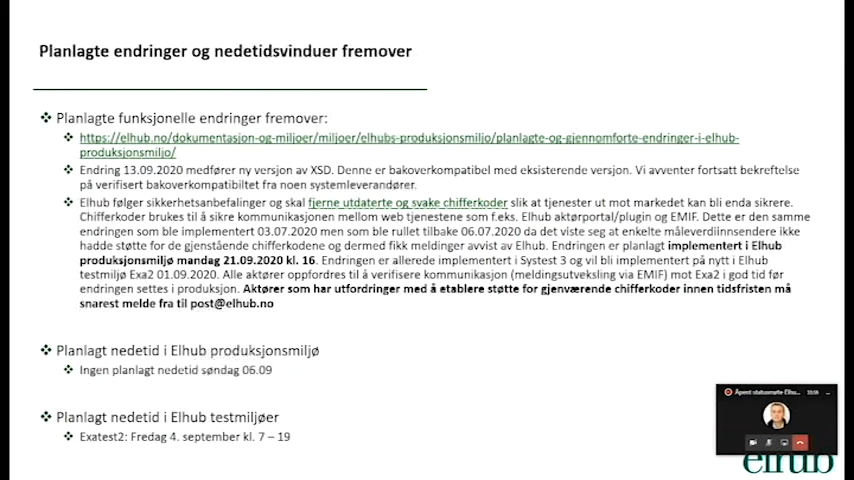 Planlagte endringer og nedetidsvinduer fremover
Planlagte funksjonelle endringer fremover:
https://elhub.no/dokumentasjon-og-miljoer/miljoer/elhubs-produksjonsmiljo/planlagte-og-gjennomforte-endringer-i-elhub-
produksjonsmiljo/
Endring 13.09.2020 medfører ny versjon av XSD. Denne er bakoverkompatibel med eksisterende versjon. Vi avventer fortsatt bekreftelse
på verifisert bakoverkompatibiltet fra noen systemleverandører.
Elhub følger sikkerhetsanbefalinger og skal fjerne utdaterte og svake chifferkoder slik at tjenester ut mot markedet kan bli enda sikrere.
Chifferkoder brukes til å sikre kommunikasjonen mellom web tjenestene som f.eks. Elhub aktørportal/plugin og EMIF. Dette er den samme
endringen som ble implementert 03.07.2020 men som ble rullet tilbake 06.07.2020 da det viste seg at enkelte måleverdiinnsendere ikke
hadde støtte for de gjenstående chifferkodene og dermed fikk meldinger avvist av Elhub. Endringen er planlagt implementert i Elhub
produksjonsmiljø mandag 21.09.2020 kl. 16. Endringen er allerede implementert i Systest 3 og vil bli implementert på nytt i Elhub
testmiljø Exa2 01.09.2020. Alle aktører oppfordres til å verifisere kommunikasjon (meldingsutveksling via EMIF) mot Exa2 i god tid før
endringen settes i produksjon. Aktører som har utfordringer med å etablere støtte for gjenværende chifferkoder innen tidsfristen må
snarest melde fra til post@elhub.no
Planlagt nedetid i Elhub produksjonsmiljø
Ingen planlagt nedetid søndag 06.09
Planlagt nedetid i Elhub testmiljøer
Exatest2: Fredag 4. september kl. 7 – 19
Åpent statusmøte Elhu...
elhub